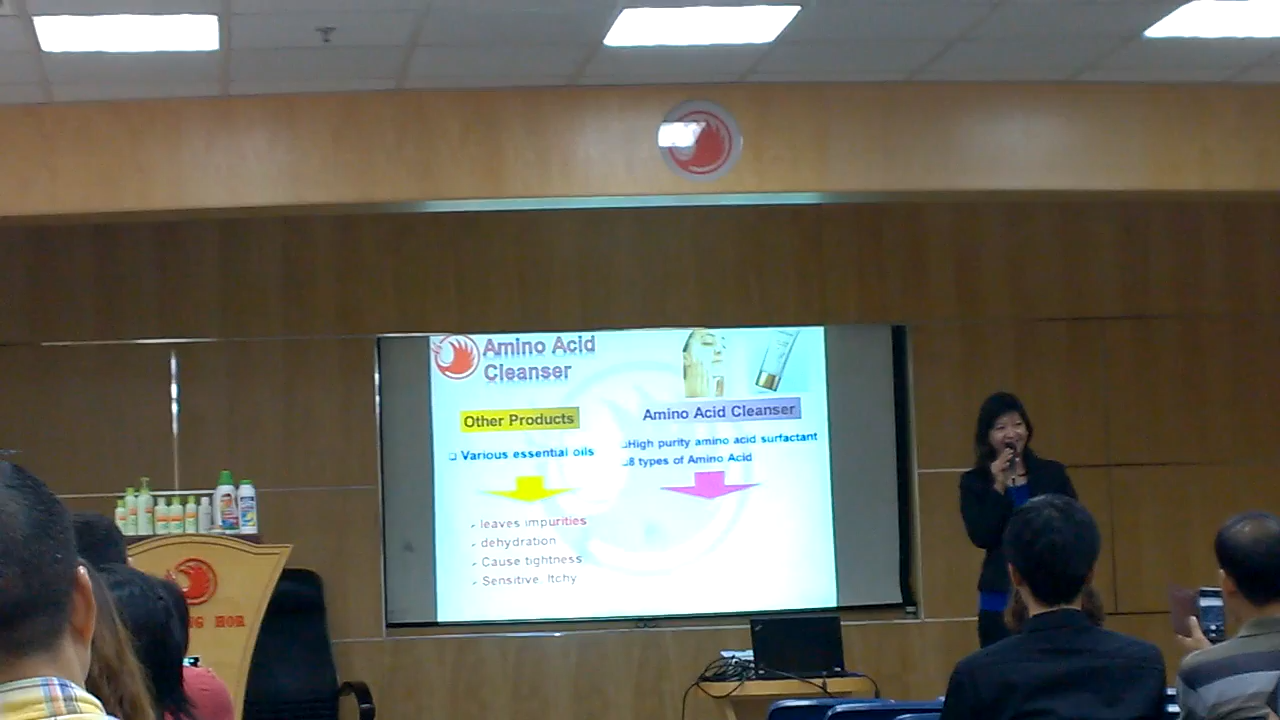 Amino Acid
Cleanser
Other Products
Various essential oils
leaves impurities
dehydration
Cause tightness
Sensitive Itchy
Amino Acid Cleanser
High purity amino acid surfactant
8 types of Amino Acid